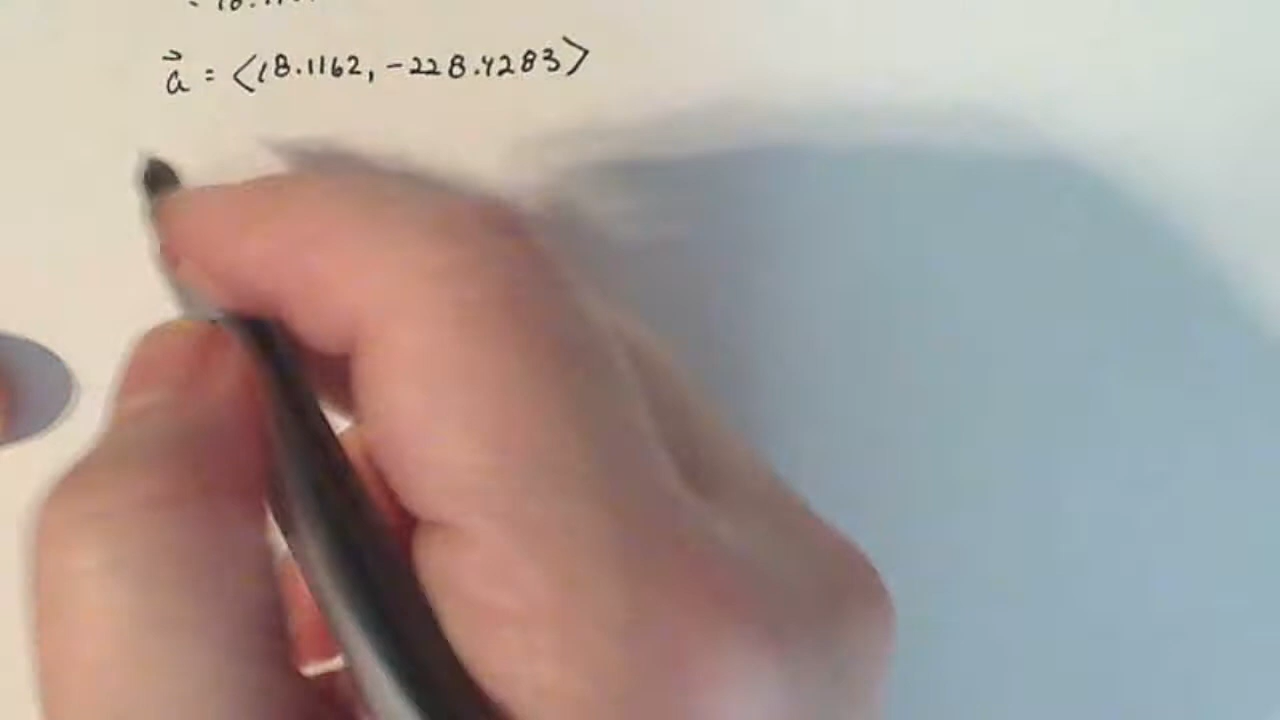 a⃗ = ⟨18.1162, -228.4283⟩